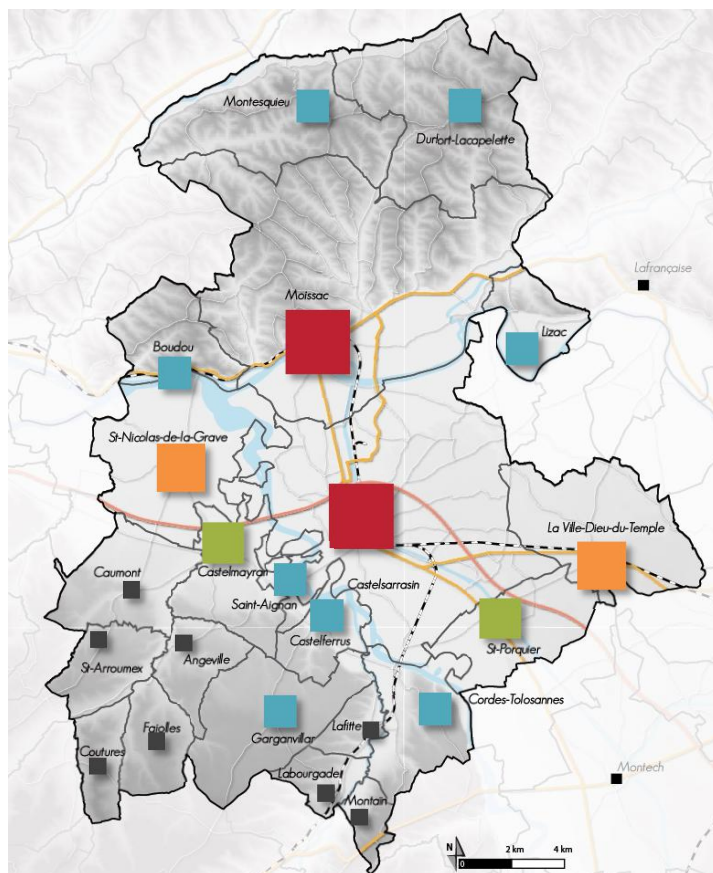 Montesquieu
Durfort-Lacapelette
Lafrançaise
Moissac
Lizac
Boudou
St-Nicolas-de-la-Grave
La Ville-Dieu-du-Temple
Castelmayran
Caumont
Saint-Aignan
Castelsarrasin
Castelferrus
St-Porquier
St-Arroumex
Angeville
Cordes-Tolosannes
Lafitte
Garganvillar
Fajolles
Coutures
Labourgade
Montech
Montaïn
N
0
2 km
4 km